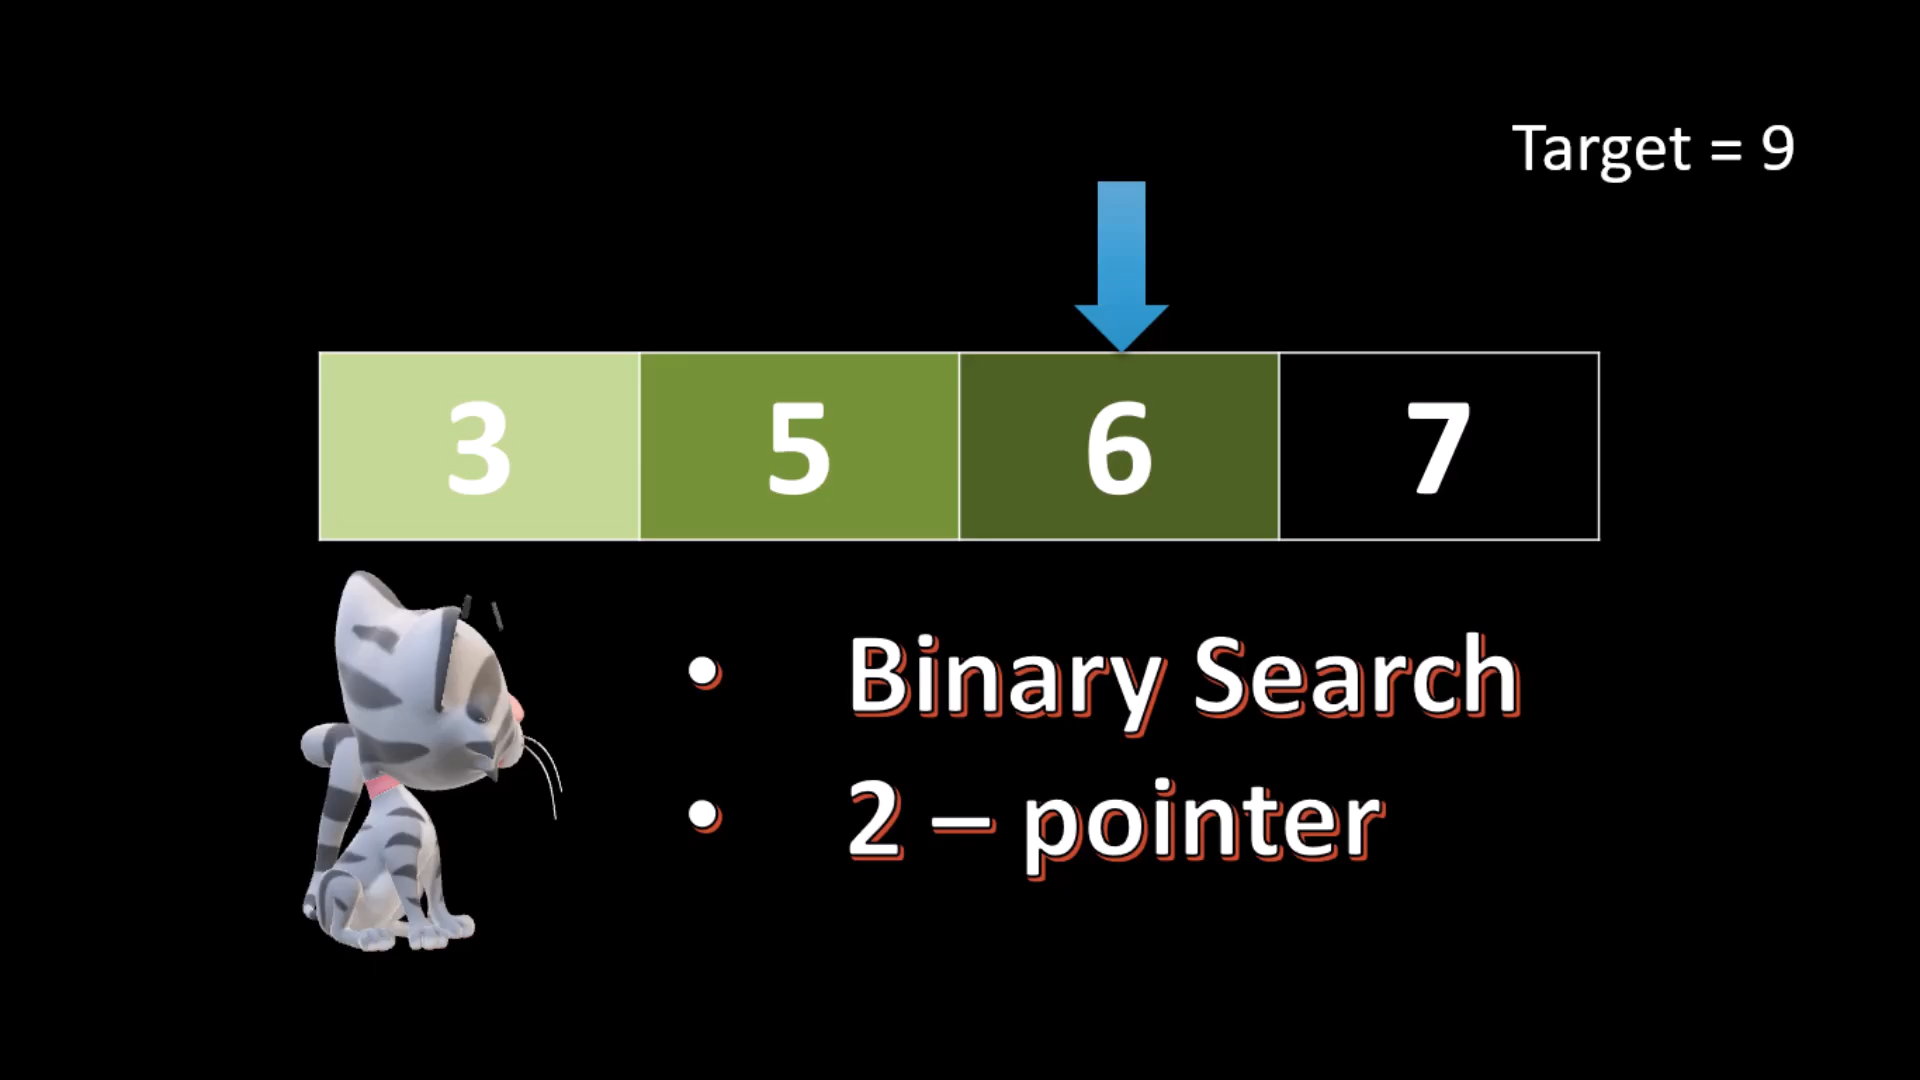 Target = 9
3 5 6 7
• Binary Search
• 2 – pointer